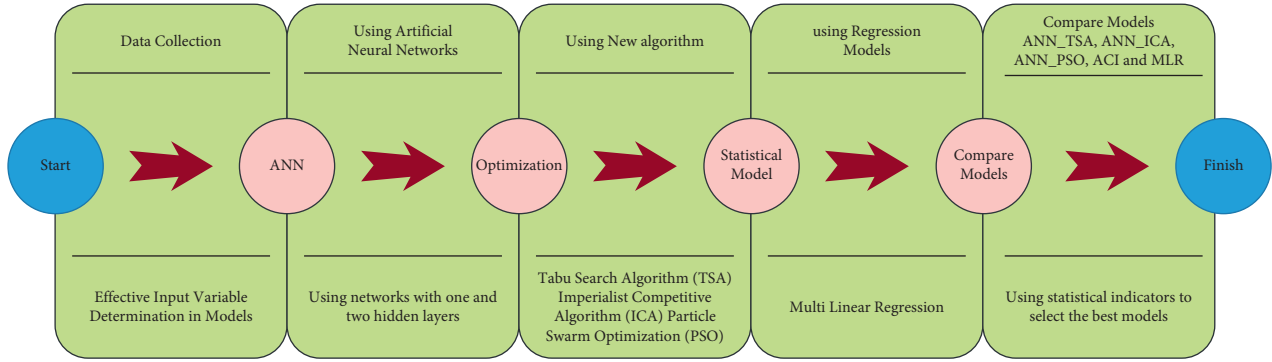 Data Collection
Using Artificial
Neural Networks
Using New algorithm
using Regression
Models
Compare Models
ANN_TSA, ANN_ICA,
ANN_PSO, ACI and MLR
Start
ANN
Optimization
Statistical
Model
Compare
Models
Finish
Effective Input Variable
Determination in Models
Using networks with one and
two hidden layers
Tabu Search Algorithm (TSA)
Imperialist Competitive
Algorithm (ICA) Particle
Swarm Optimization (PSO)
Multi Linear Regression
Using statistical indicators to
select the best models